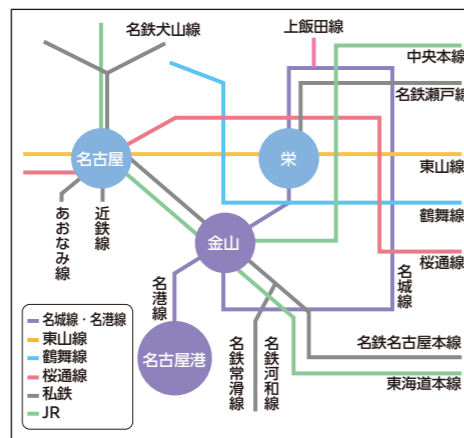 名鉄犬山線
上飯田線
中央本線
名鉄瀬戸線
名古屋
栄
東山線
あおなみ線
近鉄線
鶴舞線
金山
桜通線
名城線
名港線
名古屋港
名鉄常滑線
名鉄河和線
名鉄名古屋本線
東海道本線
名城線・名港線
東山線
鶴舞線
桜通線
私鉄
JR